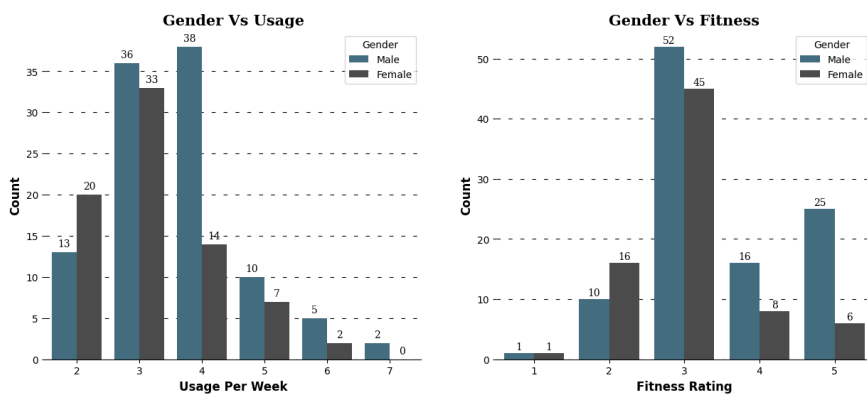 Gender Vs Usage
Gender
Male
Female
38
36
33
20
13
14
10
7
5
2
2
0
35
30
25
20
15
10
5
0
Count
2 3 4 5 6 7
Usage Per Week
Gender Vs Fitness
Gender
Male
Female
52
45
25
16
16
10
8
6
1
1
50
40
30
20
10
0
Count
1 2 3 4 5
Fitness Rating